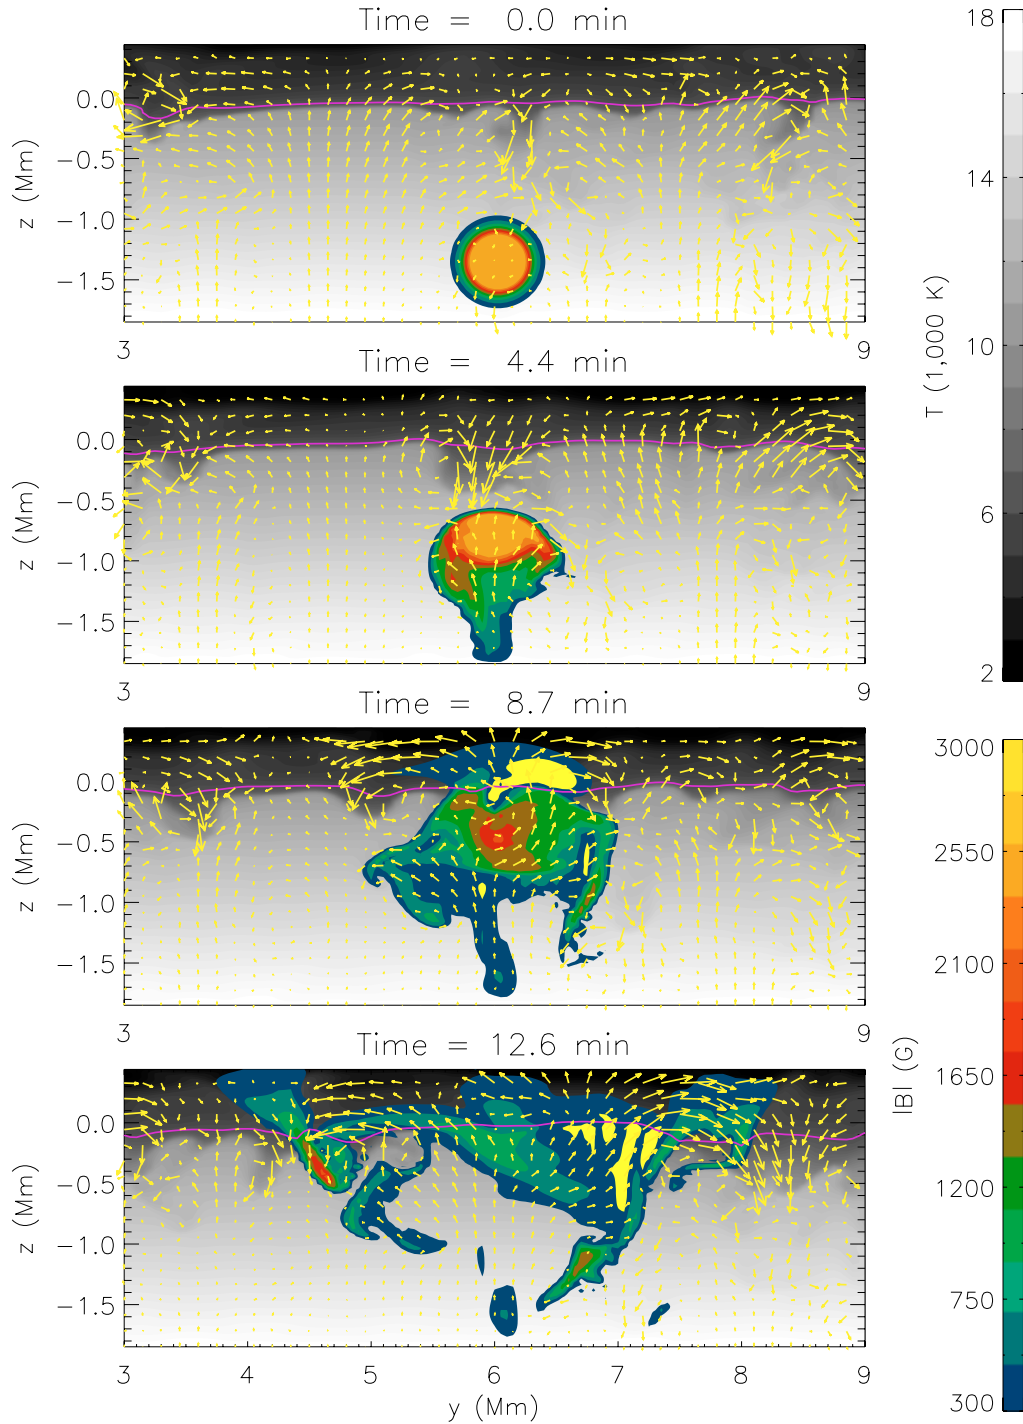 Time = 0.0 min
0.0
−0.5
−1.0
−1.5
z (Mm)
3 9
Time = 4.4 min
0.0
−0.5
−1.0
−1.5
z (Mm)
3 9
Time = 8.7 min
0.0
−0.5
−1.0
−1.5
z (Mm)
3 9
Time = 12.6 min
0.0
−0.5
−1.0
−1.5
z (Mm)
3 4 5 6 7 8 9
y (Mm)
18
14
10
6
2
T (1,000 K)
3000
2550
2100
1650
1200
750
300
|B| (G)